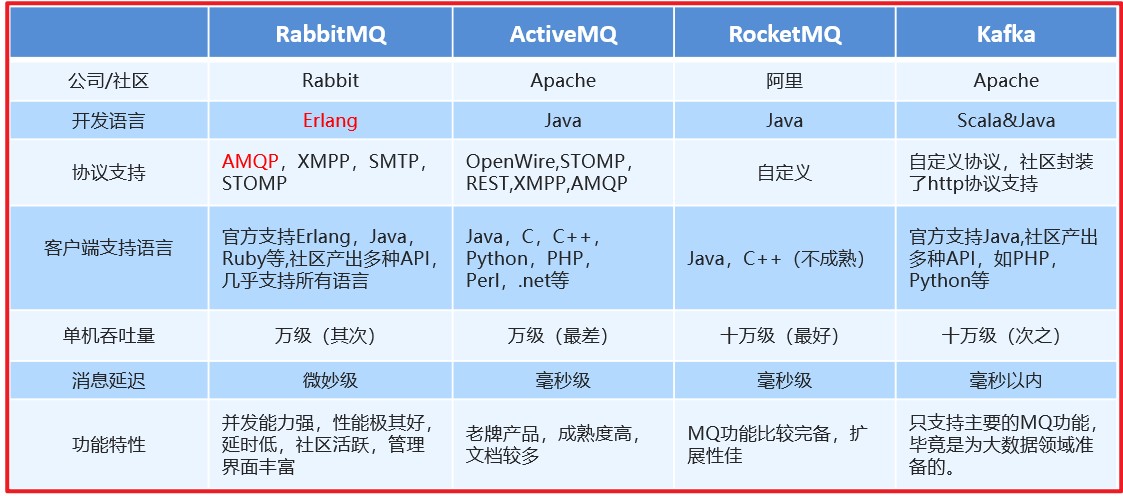 RabbitMQ ActiveMQ RocketMQ Kafka
公司/社区 Rabbit Apache 阿里 Apache
开发语言 Erlang Java Java Scala&Java
协议支持
AMQP，XMPP，SMTP，
STOMP
OpenWire,STOMP，
REST,XMPP,AMQP
自定义
自定义协议，社区封装
了http协议支持
客户端支持语言
官方支持Erlang，Java，
Ruby等,社区产出多种API，
几乎支持所有语言
Java，C，C++，
Python，PHP，
Perl，.net等
Java，C++（不成熟）
官方支持Java,社区产出
多种API，如PHP，
Python等
单机吞吐量 万级（其次） 万级（最差） 十万级（最好） 十万级（次之）
消息延迟 微妙级 毫秒级 毫秒级 毫秒以内
功能特性
并发能力强，性能极其好，
延时低，社区活跃，管理
界面丰富
老牌产品，成熟度高，
文档较多
MQ功能比较完备，扩
展性佳
只支持主要的MQ功能，
毕竟是为大数据领域准
备的。